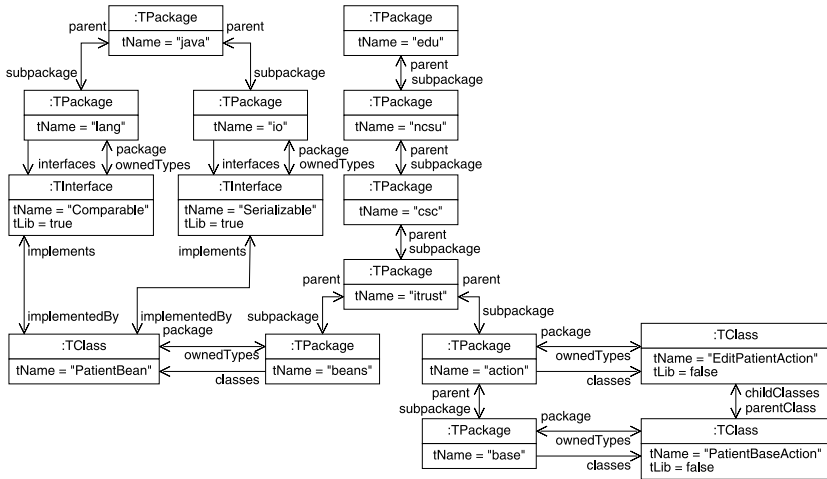 :TPackage
tName = "java"
parent
parent
subpackage
subpackage
:TPackage
tName = "edu"
parent
subpackage
:TPackage
tName = "lang"
:TPackage
tName = "io"
:TPackage
tName = "ncsu"
interfaces
package
ownedTypes
interfaces
package
ownedTypes
parent
subpackage
:TInterface
tName = "Comparable"
tLib = true
:TInterface
tName = "Serializable"
tLib = true
:TPackage
tName = "csc"
implements
implements
parent
subpackage
parent
:TPackage
tName = "itrust"
parent
implementedBy
implementedBy
subpackage
subpackage
:TClass
tName = "PatientBean"
package
ownedTypes
classes
:TPackage
tName = "beans"
:TPackage
tName = "action"
package
ownedTypes
classes
:TClass
tName = "EditPatientAction"
tLib = false
parent
subpackage
childClasses
parentClass
:TPackage
tName = "base"
package
ownedTypes
classes
:TClass
tName = "PatientBaseAction"
tLib = false